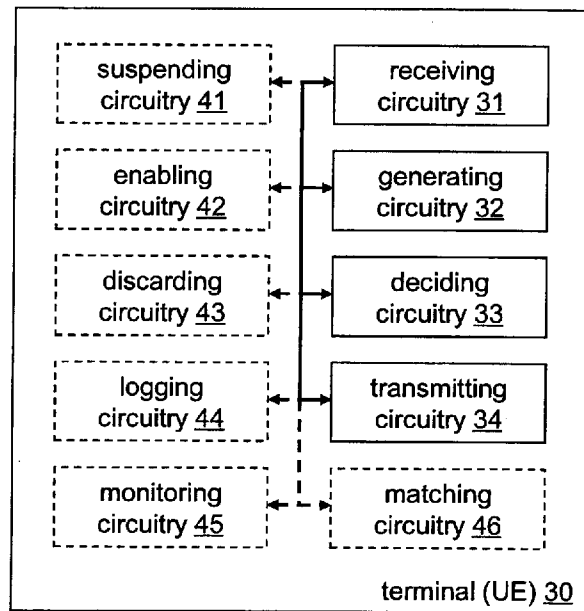 suspending
circuitry 41
receiving
circuitry 31
enabling
circuitry 42
generating
circuitry 32
discarding
circuitry 43
deciding
circuitry 33
logging
circuitry 44
transmitting
circuitry 34
monitoring
circuitry 45
matching
circuitry 46
terminal (UE) 30